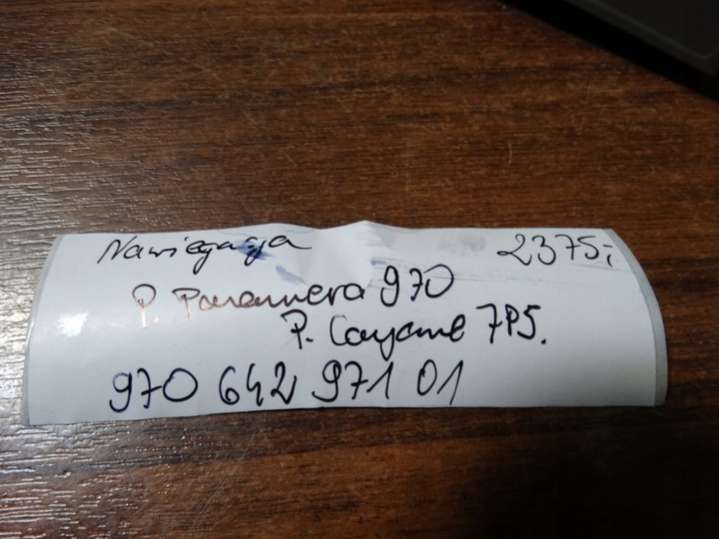 Nawigacja 2375,-
P. Panamera 970
P. Cayenne 7P5.
970 642 971 01